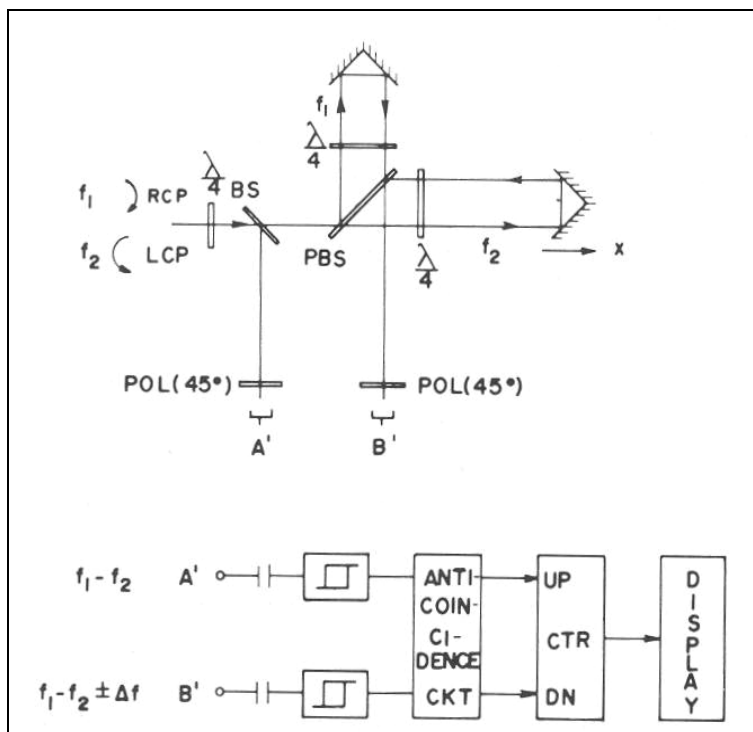 f₁
λ/4
λ/4 BS
f₁ RCP
f₂ LCP
PBS
λ/4
f₂
x
POL(45°)
POL(45°)
A'
B'
f₁-f₂ A'
ANTI-
COIN-
CI-
DENCE
CKT
UP
CTR
DN
DISPLAY
f₁-f₂ ± Δf B'